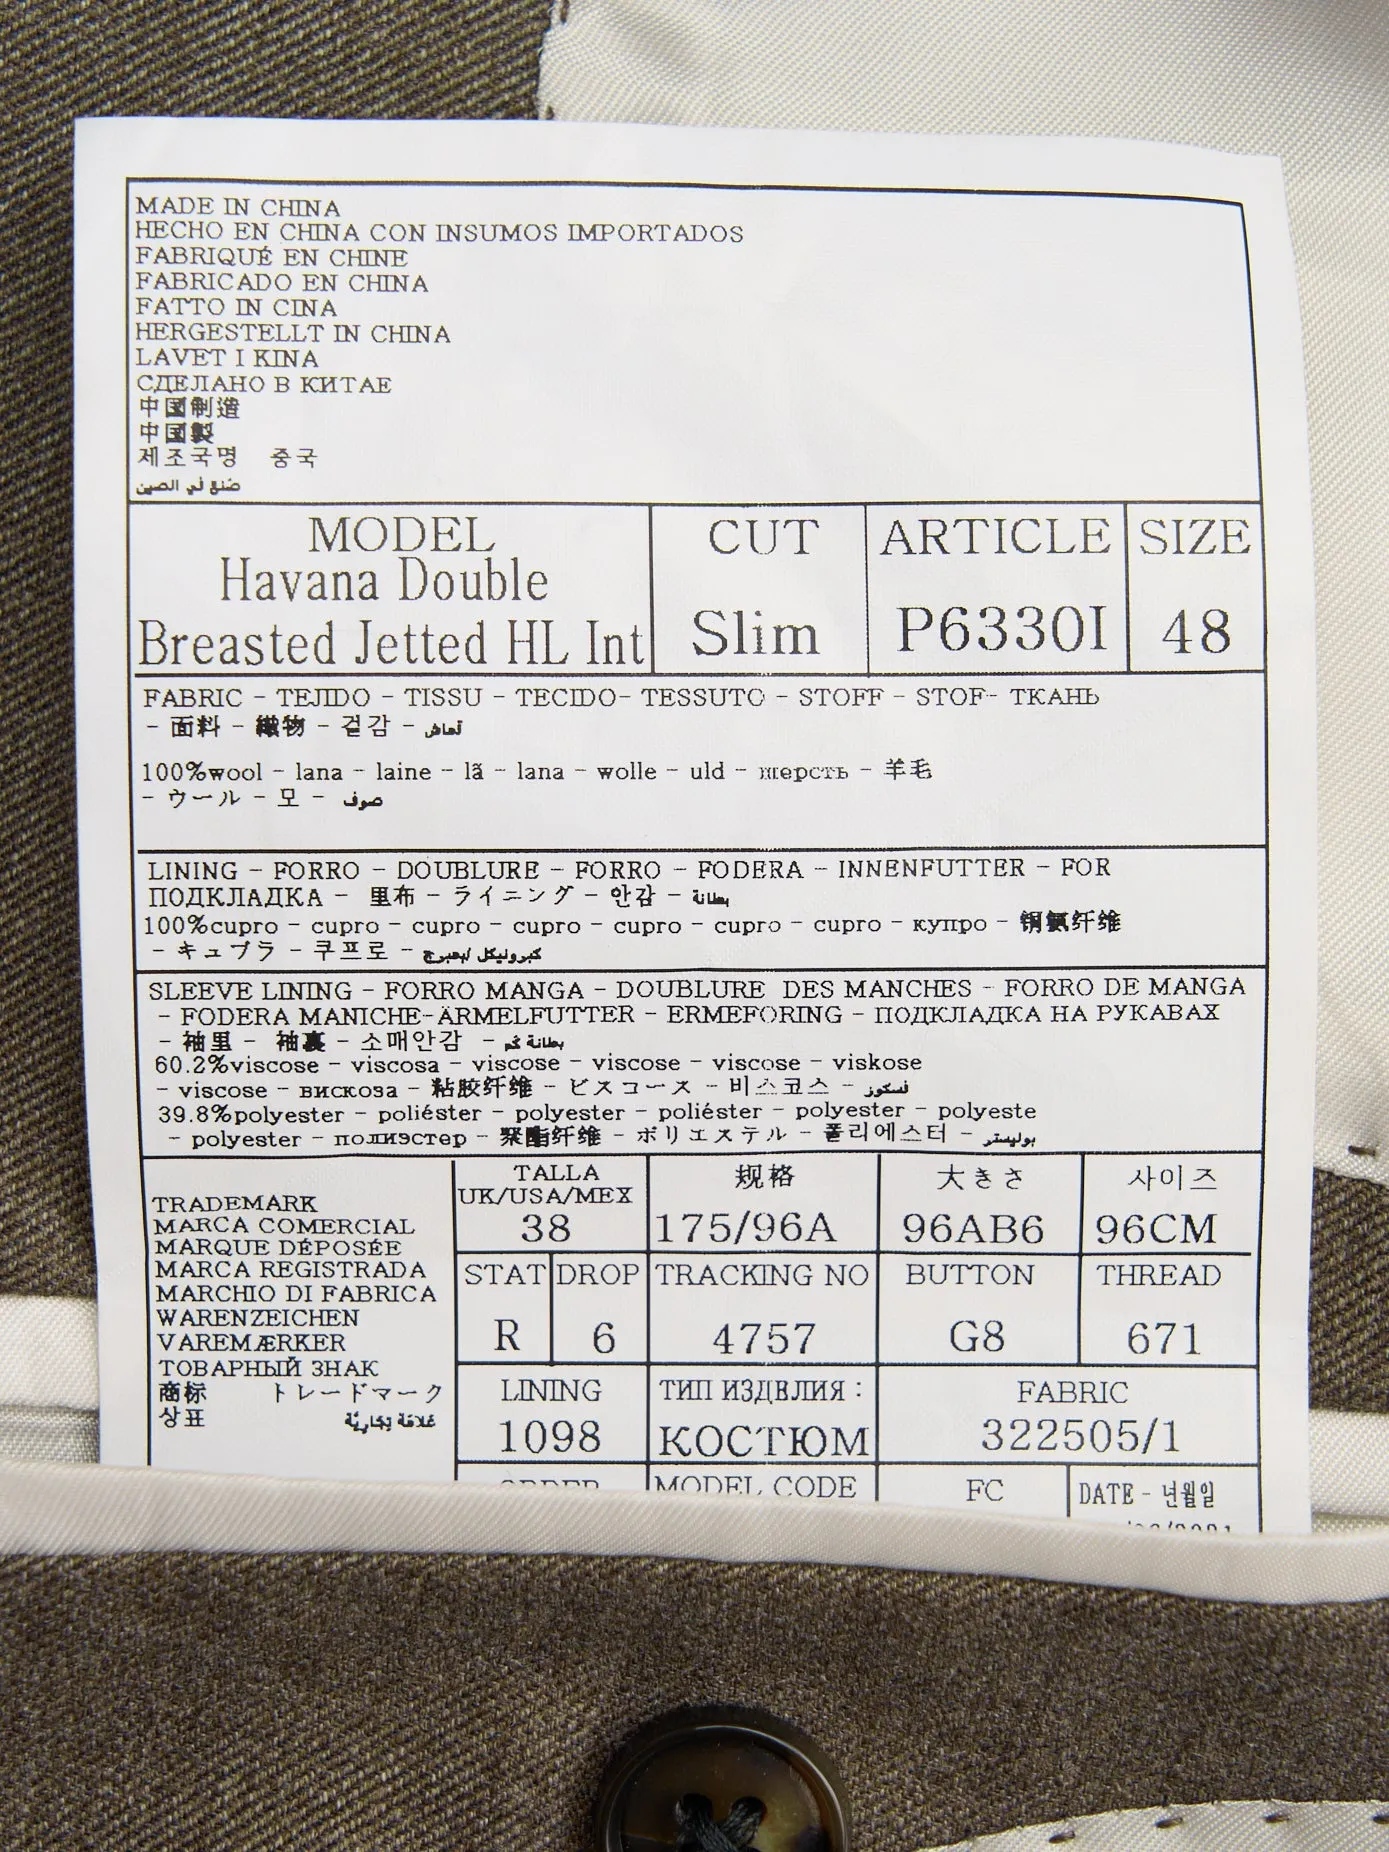 MADE IN CHINA
HECHO EN CHINA CON INSUMOS IMPORTADOS
FABRIQUÉ EN CHINE
FABRICADO EN CHINA
FATTO IN CINA
HERGESTELLT IN CHINA
LAVET I KINA
СДЕЛАНО В КИТАЕ
中国制造
中国製
제조국명 중국
صنع في الصين
MODEL
Havana Double
Breasted Jetted HL Int
CUT
Slim
ARTICLE
P6330I
SIZE
48
FABRIC - TEJIDO - TISSU - TECIDO- TESSUTO - STOFF - STOF- ТКАНЬ
- 面料 - 織物 - 겉감 - قماش
100%wool - lana - laine - lã - lana - wolle - uld - шерсть - 羊毛
- ウール - 모 - صوف
LINING - FORRO - DOUBLURE - FORRO - FODERA - INNENFUTTER - FOR
ПОДКЛАДКА - 里布 - ライニング - 안감 - بطانة
100%cupro - cupro - cupro - cupro - cupro - cupro - cupro - купро - 铜氨纤维
- キュプラ - 쿠프로 -
SLEEVE LINING - FORRO MANGA - DOUBLURE DES MANCHES - FORRO DE MANGA
- FODERA MANICHE-ÄRMELFUTTER - ERMEFORING - ПОДКЛАДКА НА РУКАВАХ
- 袖里 - 袖裏 - 소매안감 - بطانة كم
60.2%viscose - viscosa - viscose - viscose - viscose - viskose
- viscose - вискоза - 粘胶纤维 - ビスコース - 비스코스 - فسكوز
39.8%polyester - poliéster - polyester - poliéster - polyester - polyeste
- polyester - полиэстер - 聚酯纤维 - ポリエステル - 폴리에스터 - بوليستر
TRADEMARK
MARCA COMERCIAL
MARQUE DÉPOSÉE
MARCA REGISTRADA
MARCHIO DI FABRICA
WARENZEICHEN
VAREMÆRKER
ТОВАРНЫЙ ЗНАК
商标 トレードマーク
상표 علامة تجارية
TALLA
UK/USA/MEX
38
规格
175/96A
大きさ
96AB6
사이즈
96CM
STAT
R
DROP
6
TRACKING NO
4757
BUTTON
G8
THREAD
671
LINING
1098
ТИП ИЗДЕЛИЯ :
КОСТЮМ
FABRIC
322505/1
ORDER
MODEL CODE
FC
DATE - 년월일